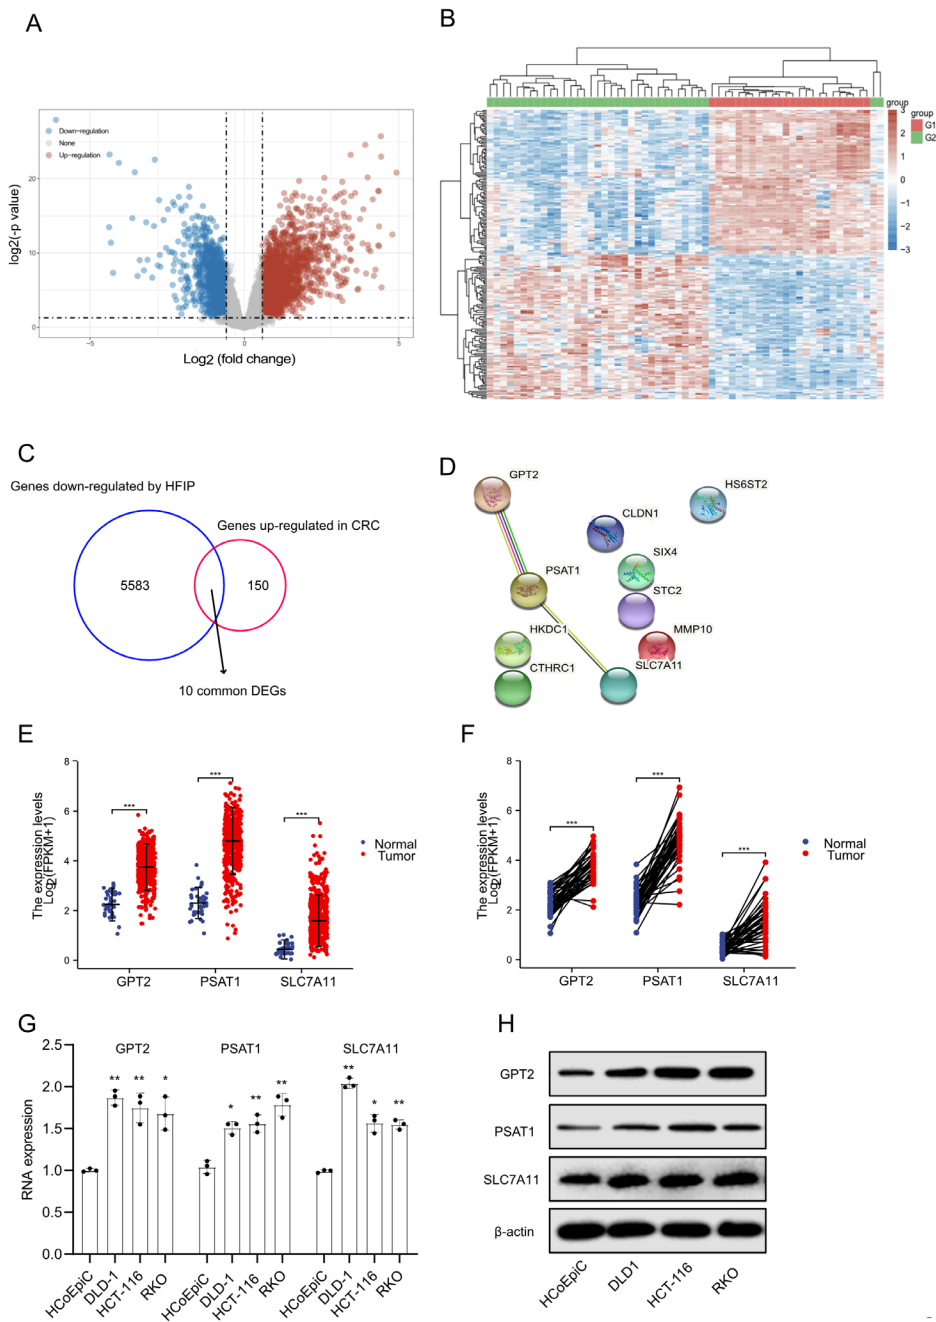 A
Down-regulation
None
Up-regulation
log2(-p value)
20
10
0
-5
0
5
Log2 (fold change)
B
group
3
2
1
0
-1
-2
-3
group
G1
G2
C
Genes down-regulated by HFIP
Genes up-regulated in CRC
5583
150
10 common DEGs
D
GPT2
HS6ST2
CLDN1
SIX4
PSAT1
STC2
HKDC1
MMP10
CTHRC1
SLC7A11
E
The expression levels
Log2(FPKM+1)
8
6
4
2
0
***
***
***
Normal
Tumor
GPT2
PSAT1
SLC7A11
F
The expression levels
Log2(FPKM+1)
8
6
4
2
0
***
***
***
Normal
Tumor
GPT2
PSAT1
SLC7A11
G
RNA expression
2.5
2.0
1.5
1.0
0.5
0.0
GPT2
PSAT1
SLC7A11
** ** *
* ** **
** * **
HCoEpiC
DLD-1
HCT-116
RKO
HCoEpiC
DLD-1
HCT-116
RKO
HCoEpiC
DLD-1
HCT-116
RKO
H
GPT2
PSAT1
SLC7A11
β-actin
HCoEpiC
DLD1
HCT-116
RKO